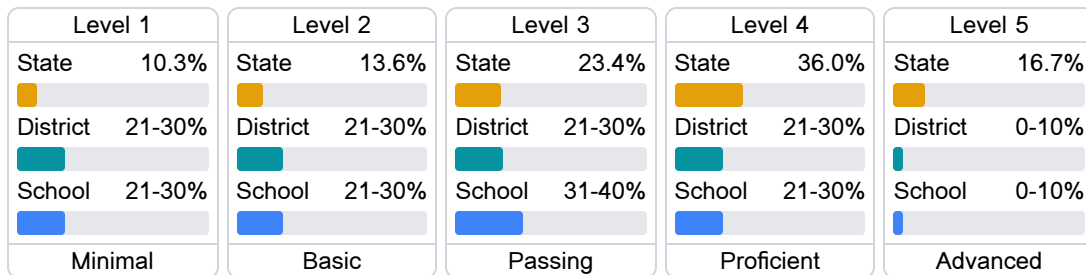 Level 1
State 10.3%
District 21-30%
School 21-30%
Minimal
Level 2
State 13.6%
District 21-30%
School 21-30%
Basic
Level 3
State 23.4%
District 21-30%
School 31-40%
Passing
Level 4
State 36.0%
District 21-30%
School 21-30%
Proficient
Level 5
State 16.7%
District 0-10%
School 0-10%
Advanced